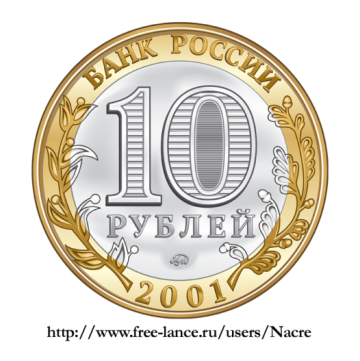 БАНК РОССИИ
10
РУБЛЕЙ
2001
http://www.free-lance.ru/users/Nacre